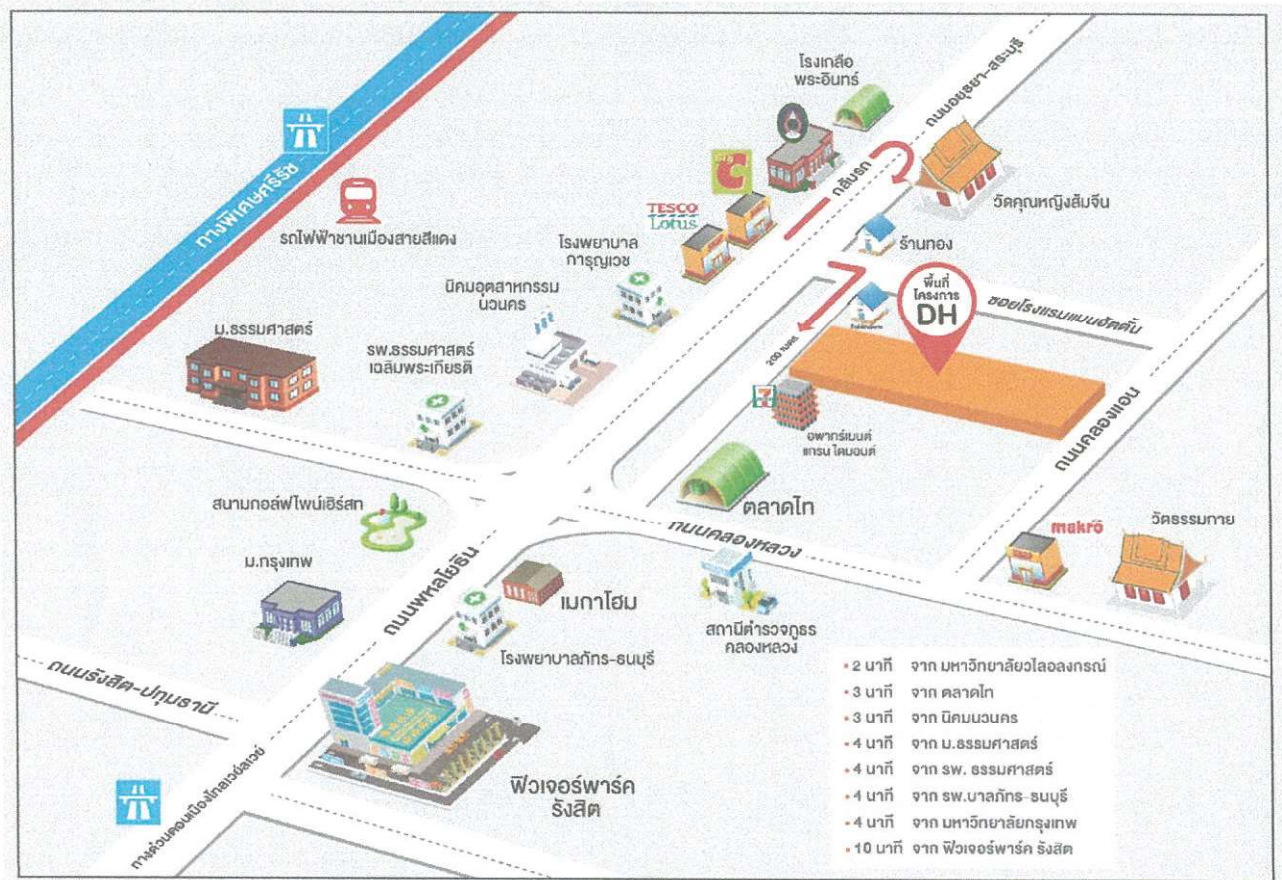 โรงเกลือ
พระอินทร์
ถนนอยุธยา-สระบุรี
ทางพิเศษศรีรัช
รถไฟฟ้าชานเมืองสายสีแดง
big
C
TESCO
Lotus
กลับรถ
วัดคุณหญิงส้มจีน
ร้านทอง
โรงพยาบาล
การุญเวช
นิคมอุตสาหกรรม
นวนคร
พื้นที่
โครงการ
DH
ซอยโรงแรมแมนฮัตตั้น
ม.ธรรมศาสตร์
รพ.ธรรมศาสตร์
เฉลิมพระเกียรติ
200 เมตร
7
อพาทร์เมนต์
แกรน ไดมอนด์
ถนนคลองแอน
ตลาดไท
สนามกอล์ฟไพน์เฮิร์สท
ถนนคลองหลวง
makro
วัดธรรมกาย
ม.กรุงเทพ
ถนนพหลโยธิน
เมกาโฮม
สถานีตำรวจภูธร
คลองหลวง
โรงพยาบาลภัทร-ธนบุรี
ถนนรังสิต-ปทุมธานี
ฟิวเจอร์พาร์ค
รังสิต
ทางด่วนดอนเมืองโทลเวย์ลเวย์
• 2 นาที จาก มหาวิทยาลัยวไลอลงกรณ์
• 3 นาที จาก ตลาดไท
• 3 นาที จาก นิคมนวนคร
• 4 นาที จาก ม.ธรรมศาสตร์
• 4 นาที จาก รพ. ธรรมศาสตร์
• 4 นาที จาก รพ.บาลภัทร-ธนบุรี
• 4 นาที จาก มหาวิทยาลัยกรุงเทพ
• 10 นาที จาก ฟิวเจอร์พาร์ค รังสิต